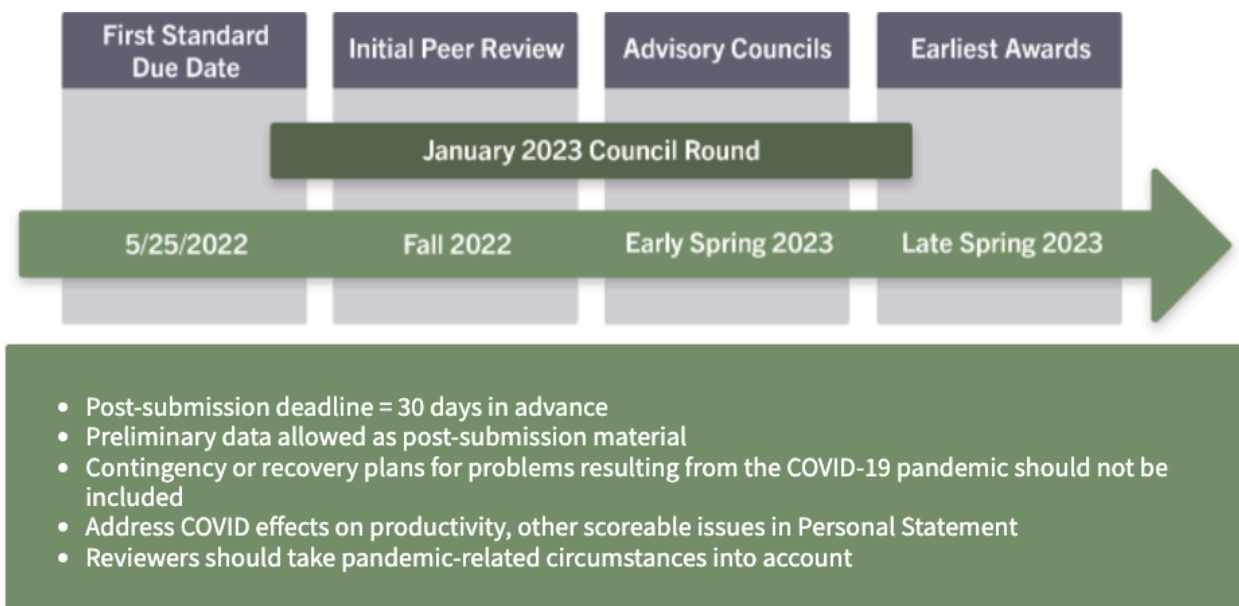 First Standard
Due Date
Initial Peer Review
Advisory Councils
Earliest Awards
January 2023 Council Round
5/25/2022
Fall 2022
Early Spring 2023
Late Spring 2023
• Post-submission deadline = 30 days in advance
• Preliminary data allowed as post-submission material
• Contingency or recovery plans for problems resulting from the COVID-19 pandemic should not be
included
• Address COVID effects on productivity, other scoreable issues in Personal Statement
• Reviewers should take pandemic-related circumstances into account